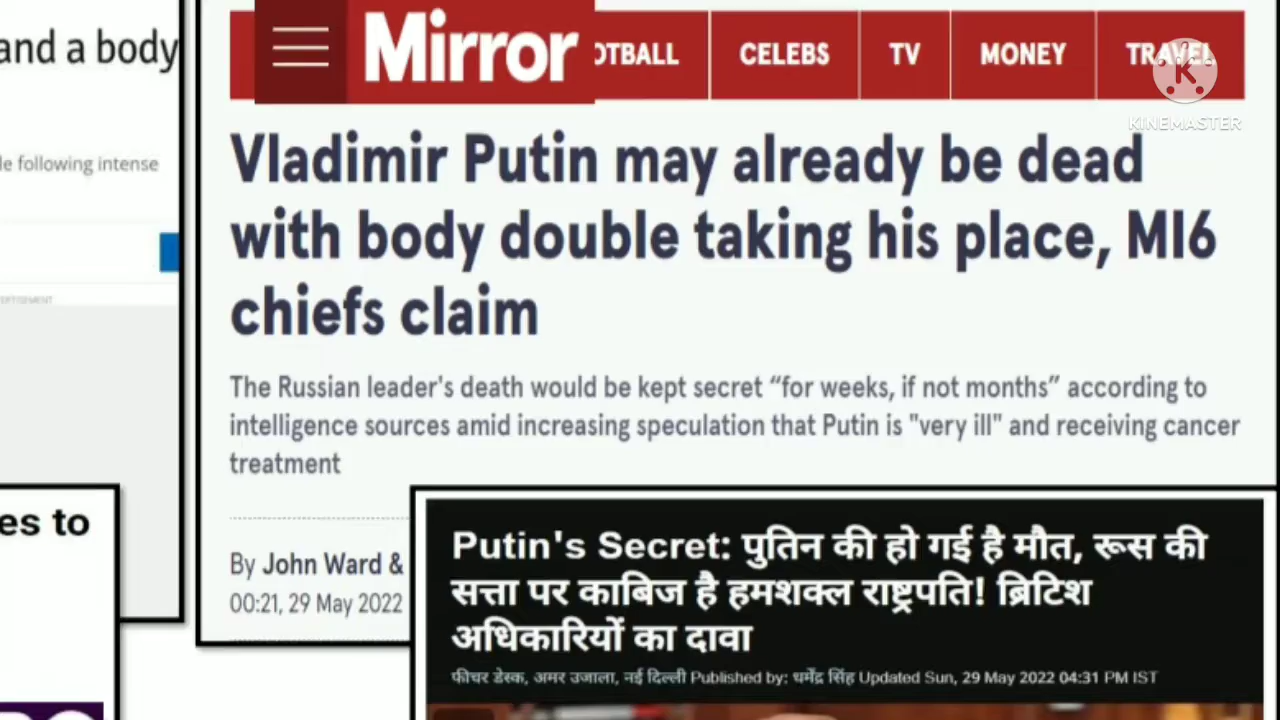 and a body
le following intense
ERTISEMENT
es to
Mirror
OTBALL CELEBS TV MONEY TRAVEL
KINEMASTER
Vladimir Putin may already be dead
with body double taking his place, MI6
chiefs claim
The Russian leader's death would be kept secret “for weeks, if not months” according to
intelligence sources amid increasing speculation that Putin is "very ill" and receiving cancer
treatment
By John Ward &
00:21, 29 May 2022
Putin's Secret: पुतिन की हो गई है मौत, रूस की
सत्ता पर काबिज है हमशक्ल राष्ट्रपति! ब्रिटिश
अधिकारियों का दावा
फीचर डेस्क, अमर उजाला, नई दिल्ली Published by: धर्मेंद्र सिंह Updated Sun, 29 May 2022 04:31 PM IST